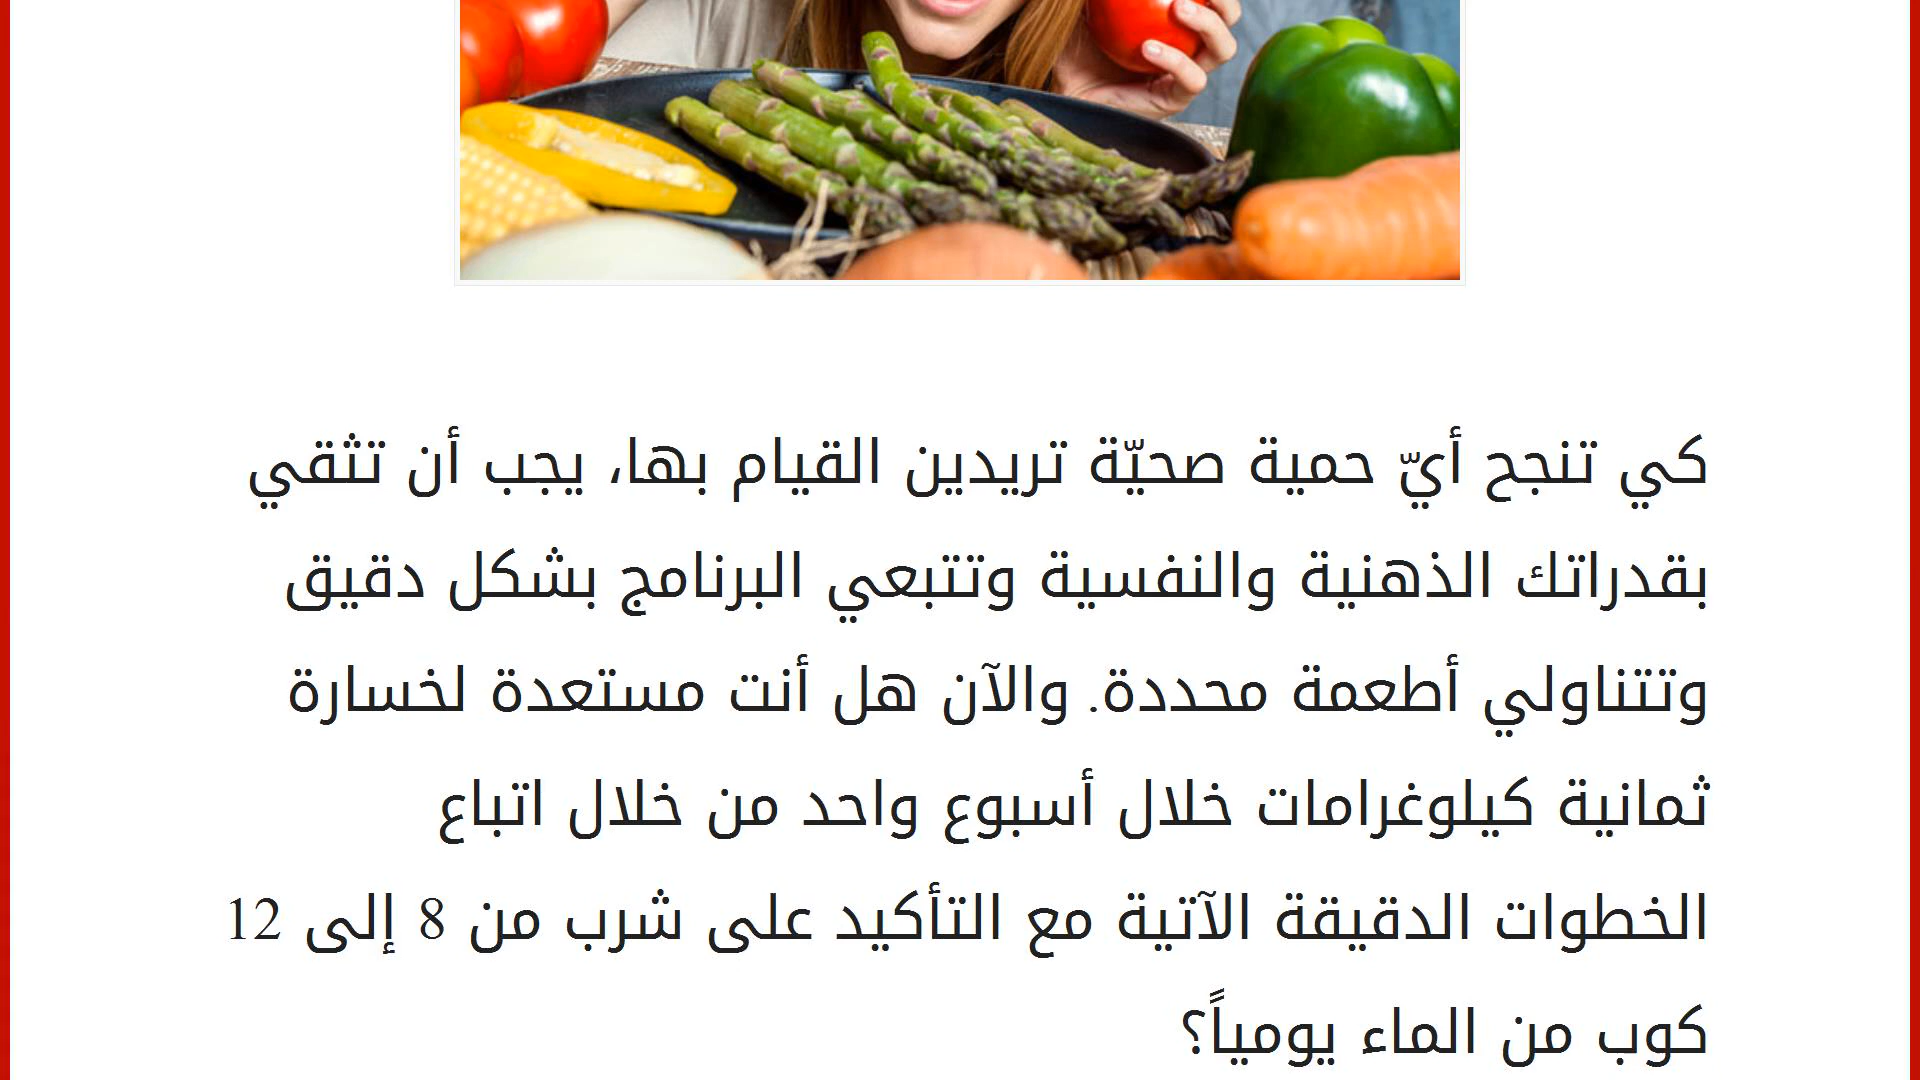 كي تنجح أيّ حمية صحيّة تريدين القيام بها، يجب أن تثقي
بقدراتك الذهنية والنفسية وتتبعي البرنامج بشكل دقيق
وتتناولي أطعمة محددة. والآن هل أنت مستعدة لخسارة
ثمانية كيلوغرامات خلال أسبوع واحد من خلال اتباع
الخطوات الدقيقة الآتية مع التأكيد على شرب من 8 إلى 12
كوب من الماء يومياً؟